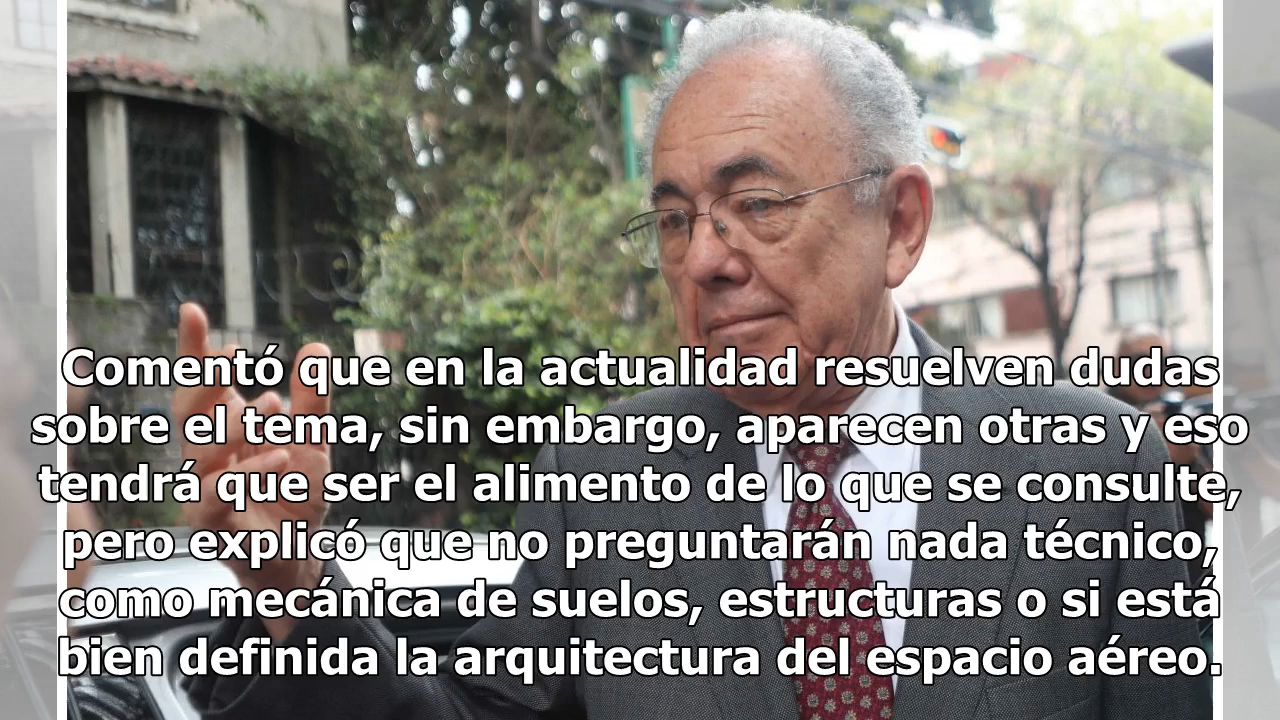 Comentó que en la actualidad resuelven dudas
sobre el tema, sin embargo, aparecen otras y eso
tendrá que ser el alimento de lo que se consulte,
pero explicó que no preguntarán nada técnico,
como mecánica de suelos, estructuras o si está
bien definida la arquitectura del espacio aéreo.